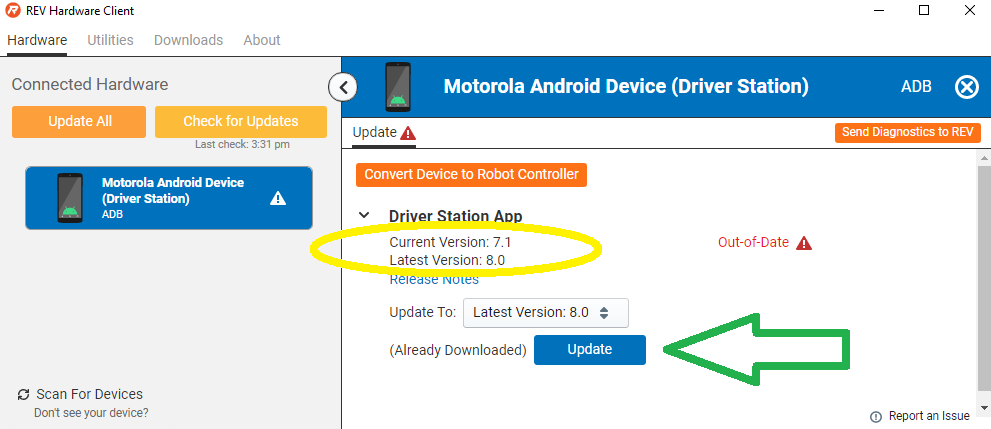 REV Hardware Client
Hardware Utilities Downloads About
Connected Hardware
Update All
Check for Updates
Last check: 3:31 pm
Motorola Android Device
(Driver Station)
ADB
Scan For Devices
Don't see your device?
Motorola Android Device (Driver Station)
ADB
Update
Send Diagnostics to REV
Convert Device to Robot Controller
Driver Station App
Current Version: 7.1
Out-of-Date
Latest Version: 8.0
Release Notes
Update To: Latest Version: 8.0
(Already Downloaded) Update
Report an Issue